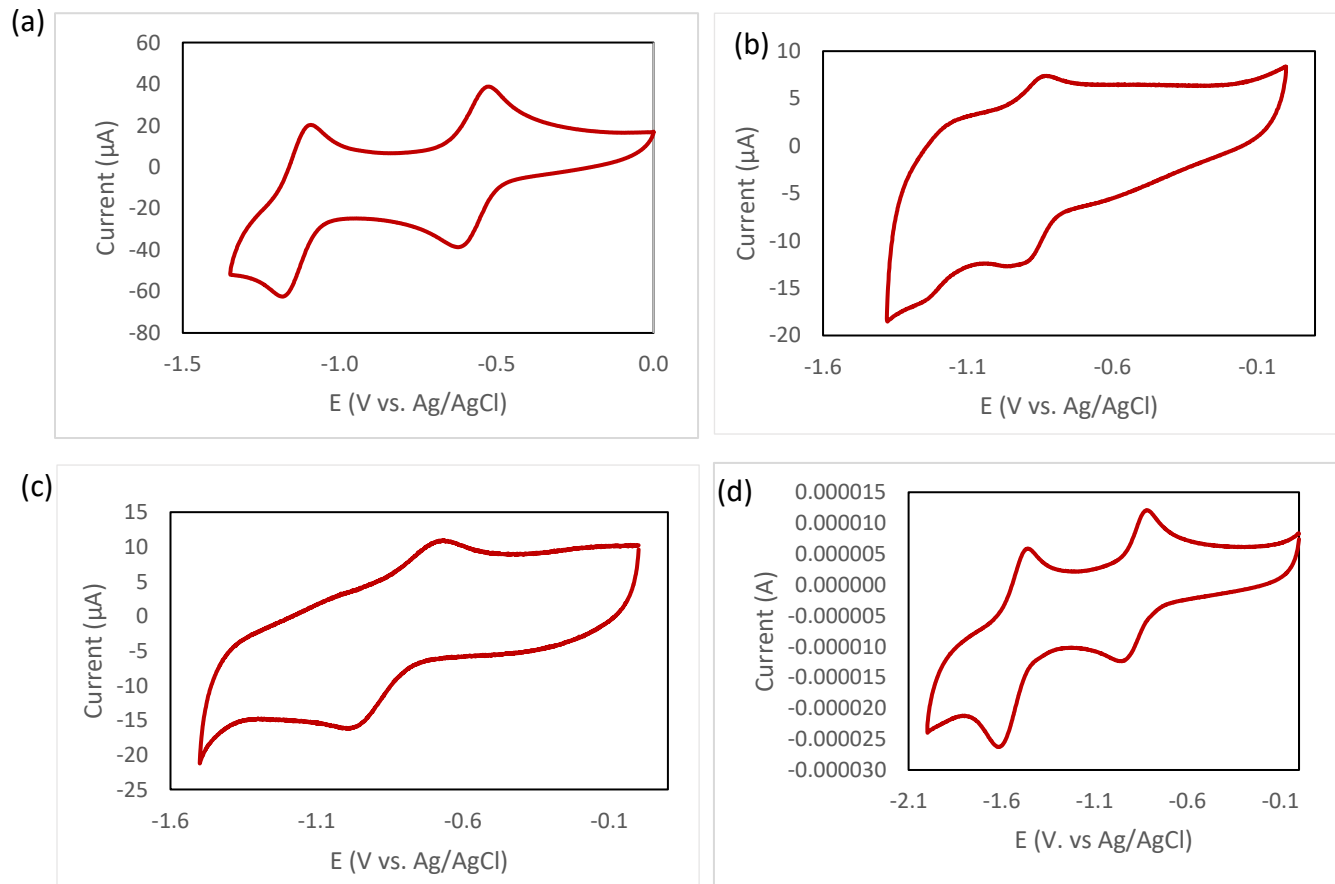 (a)
60
40
20
0
-20
-40
-60
-80
Current (µA)
-1.5 -1.0 -0.5 0.0
E (V vs. Ag/AgCl)
(b)
10
5
0
-5
-10
-15
-20
Current (µA)
-1.6 -1.1 -0.6 -0.1
E (V vs. Ag/AgCl)
(c)
15
10
5
0
-5
-10
-15
-20
-25
Current (µA)
-1.6 -1.1 -0.6 -0.1
E (V vs. Ag/AgCl)
(d)
0.000015
0.000010
0.000005
0.000000
-0.000005
-0.000010
-0.000015
-0.000020
-0.000025
-0.000030
Current (A)
-2.1 -1.6 -1.1 -0.6 -0.1
E (V. vs Ag/AgCl)